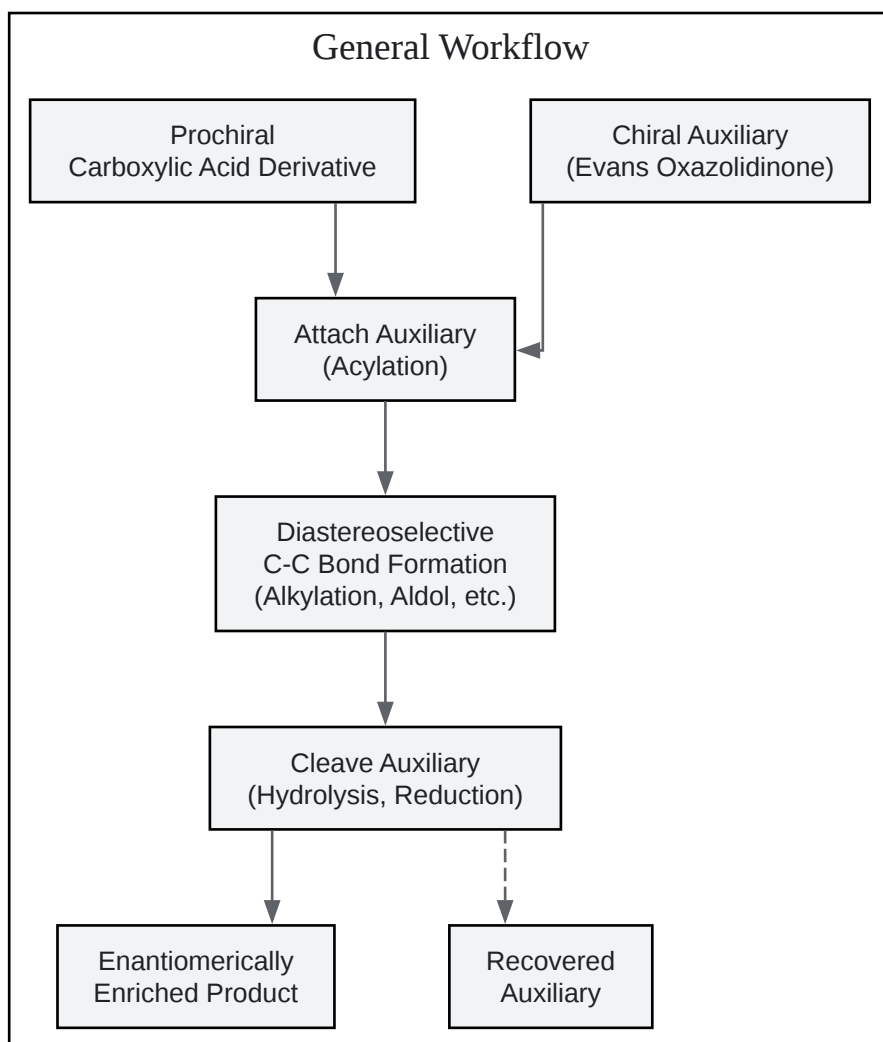 General Workflow
Prochiral
Carboxylic Acid Derivative
Chiral Auxiliary
(Evans Oxazolidinone)
Attach Auxiliary
(Acylation)
Diastereoselective
C-C Bond Formation
(Alkylation, Aldol, etc.)
Cleave Auxiliary
(Hydrolysis, Reduction)
Enantiomerically
Enriched Product
Recovered
Auxiliary